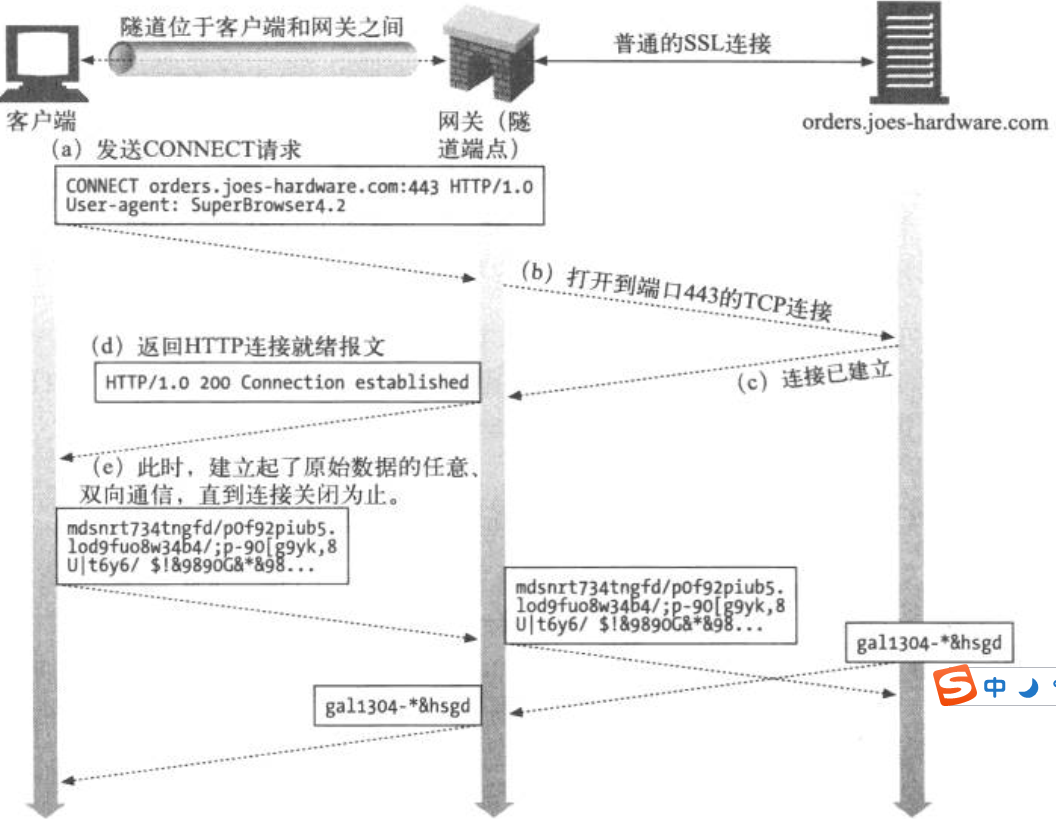 隧道位于客户端和网关之间
普通的SSL连接
客户端
网关（隧
道端点）
orders.joes-hardware.com
（a）发送CONNECT请求
CONNECT orders.joes-hardware.com:443 HTTP/1.0
User-agent: SuperBrowser4.2
（b）打开到端口443的TCP连接
（c）连接已建立
（d）返回HTTP连接就绪报文
HTTP/1.0 200 Connection established
（e）此时，建立起了原始数据的任意、
双向通信，直到连接关闭为止。
mdsnrt734tngfd/p0f92piub5.
lod9fuo8w34b4/;p-90[g9yk,8
U|t6y6/ $!&9890G&*&98...
mdsnrt734tngfd/p0f92piub5.
lod9fuo8w34b4/;p-90[g9yk,8
U|t6y6/ $!&9890G&*&98...
gal1304-*&hsgd
中
gal1304-*&hsgd